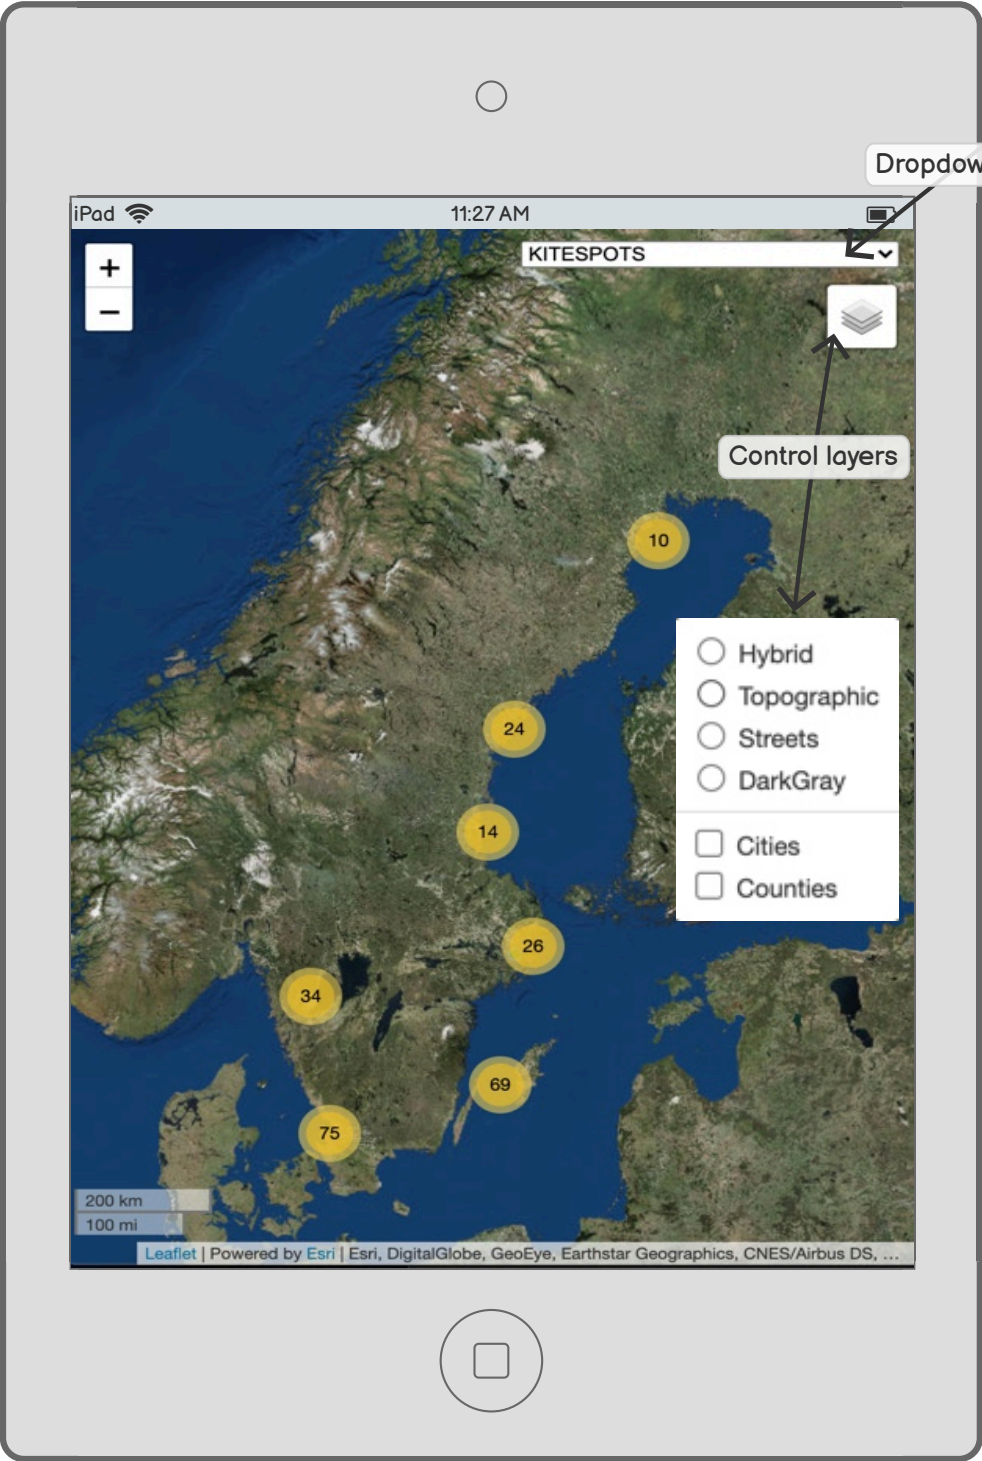 Dropdow
iPad
11:27 AM
+
KITESPOTS
−
Control layers
10
Hybrid
Topographic
24
Streets
DarkGray
14
Cities
Counties
26
34
69
75
200 km
100 mi
Leaflet | Powered by Esri | Esri, DigitalGlobe, GeoEye, Earthstar Geographics, CNES/Airbus DS, ...